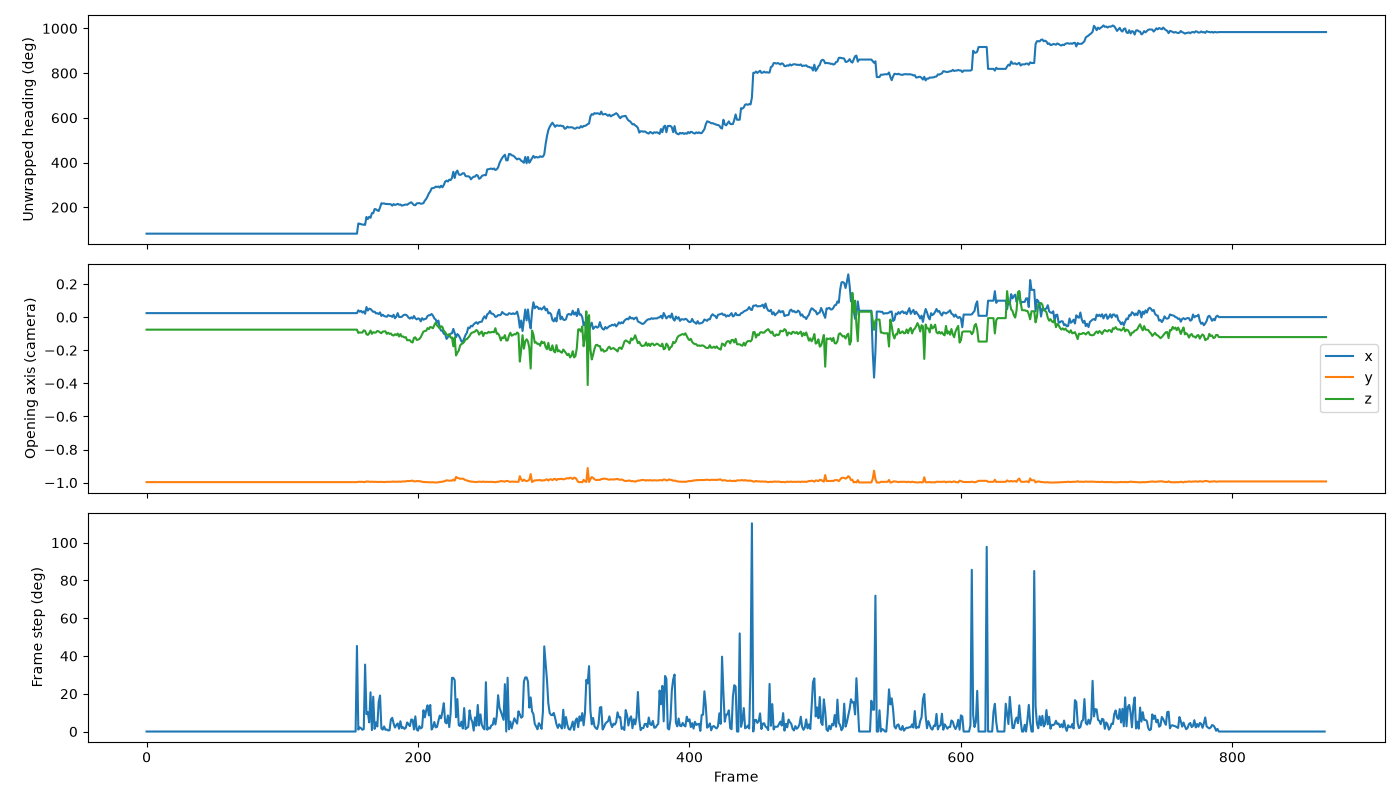 Unwrapped heading (deg)
1000
800
600
400
200
Opening axis (camera)
0.2
0.0
−0.2
−0.4
−0.6
−0.8
−1.0
x
y
z
Frame step (deg)
100
80
60
40
20
0
0 200 400 600 800
Frame